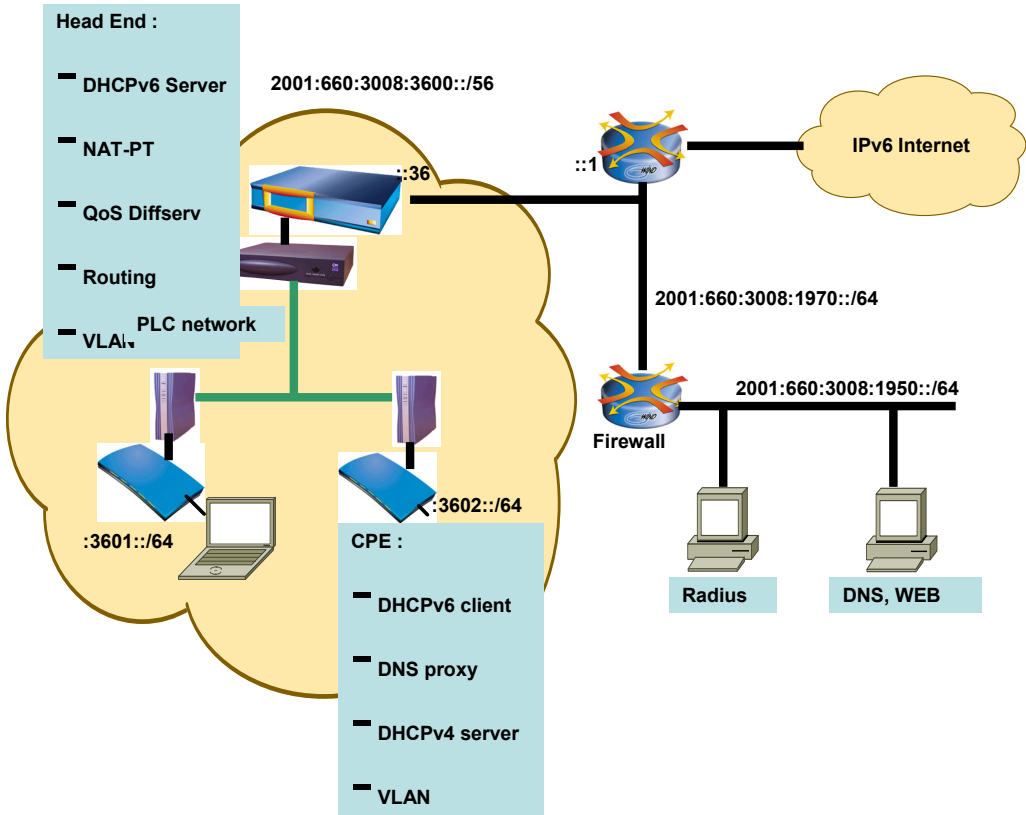 Head End :
DHCPv6 Server
NAT-PT
QoS Diffserv
Routing
VLAN
2001:660:3008:3600::/56
::36
::1
IPv6 Internet
PLC network
2001:660:3008:1970::/64
2001:660:3008:1950::/64
Firewall
:3601::/64
:3602::/64
CPE :
DHCPv6 client
DNS proxy
DHCPv4 server
VLAN
Radius
DNS, WEB